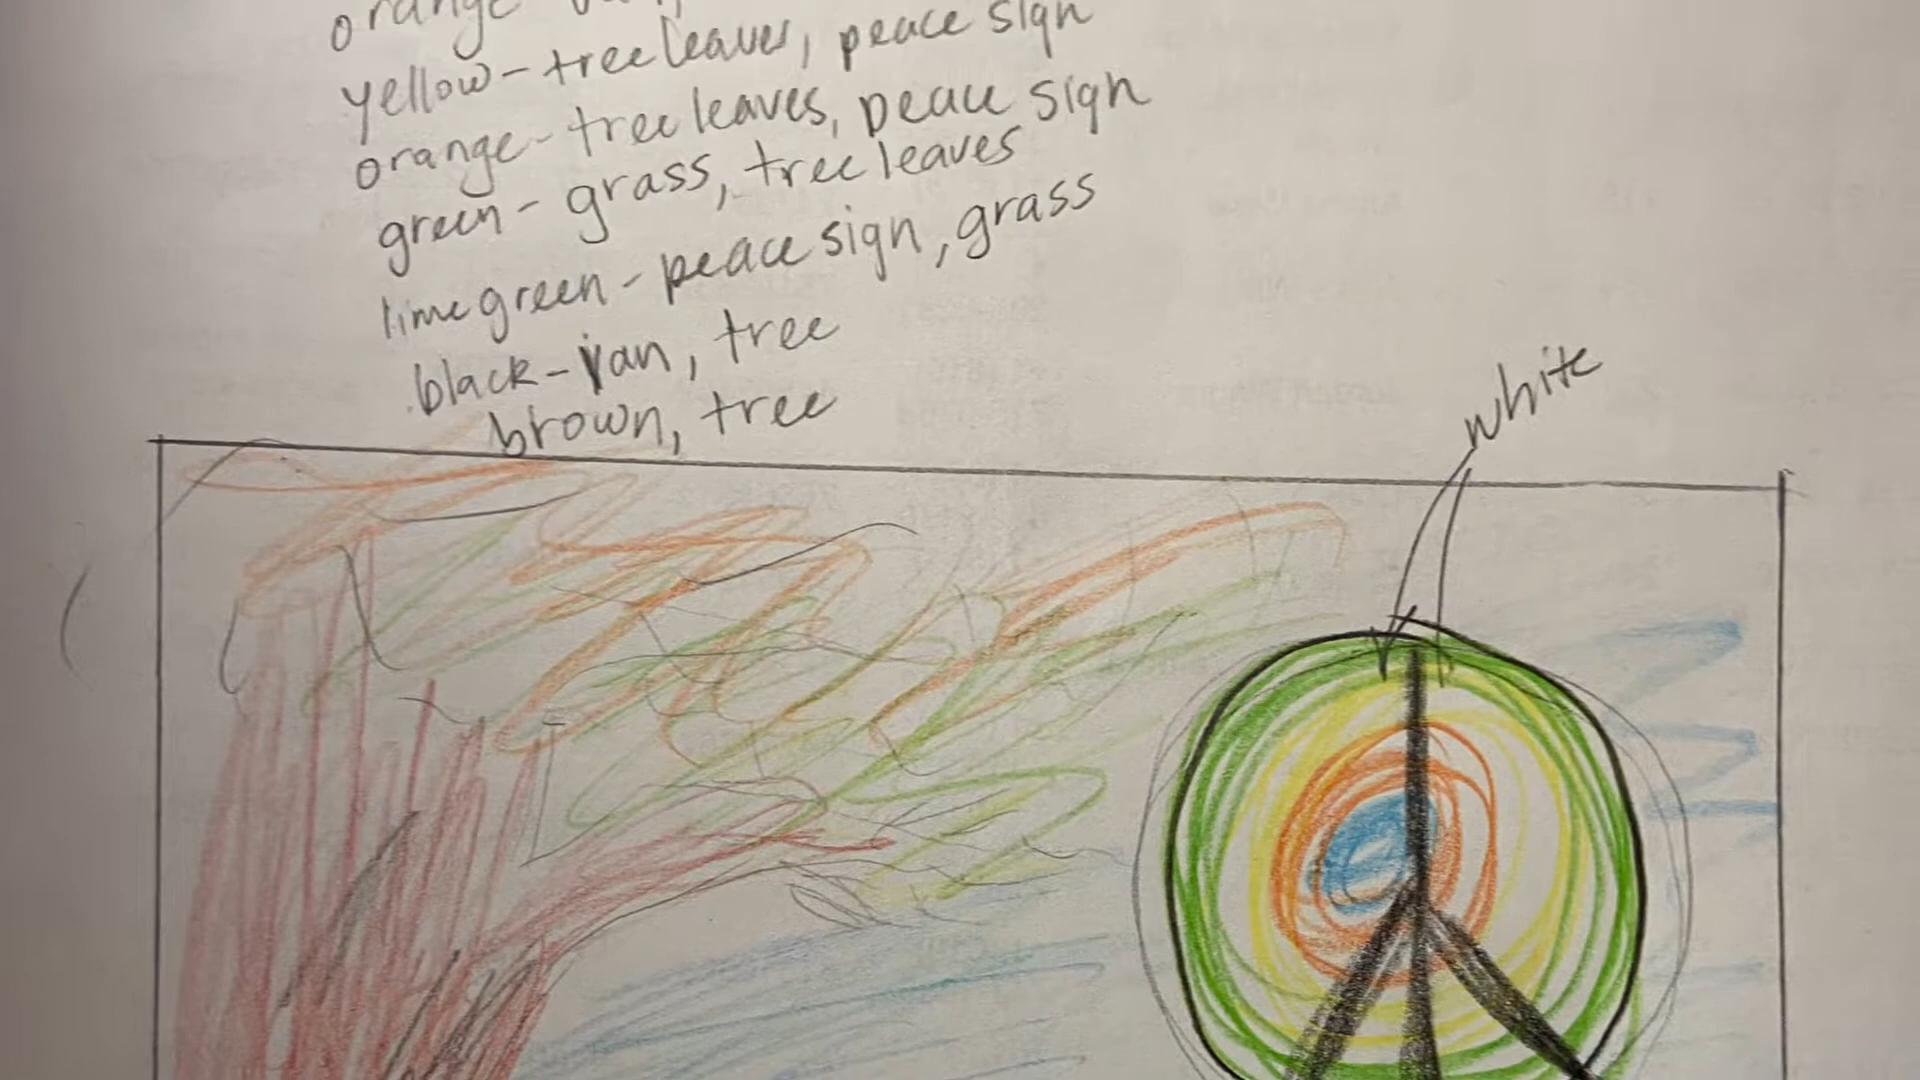 orange
yellow - tree leaves, peace sign
orange - tree leaves, peace sign
green - grass, tree leaves
lime green - peace sign, grass
black - van, tree
brown, tree
white